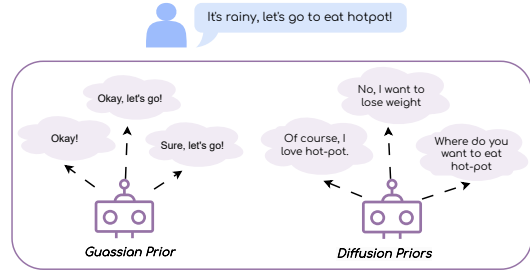 It's rainy, let's go to eat hotpot!
Okay, let's go!
Okay!
Sure, let's go!
No, I want to
lose weight
Of course, I
love hot-pot.
Where do you
want to eat
hot-pot
Guassian Prior
Diffusion Priors